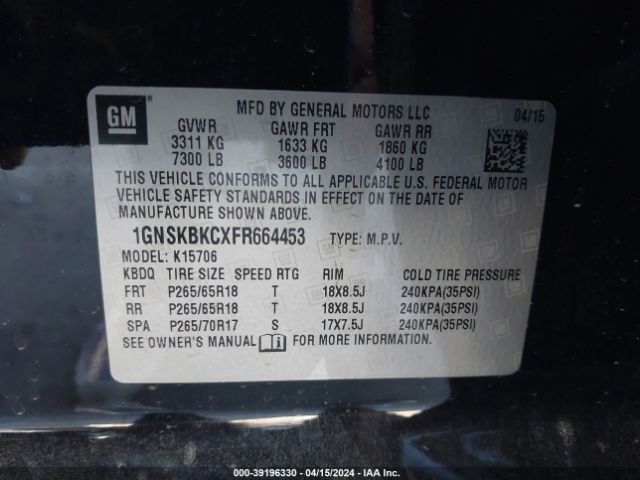 GM
MFD BY GENERAL MOTORS LLC 04/15
GVWR GAWR FRT GAWR RR
3311 KG 1633 KG 1860 KG
7300 LB 3600 LB 4100 LB
THIS VEHICLE CONFORMS TO ALL APPLICABLE U.S. FEDERAL MOTOR
VEHICLE SAFETY STANDARDS IN EFFECT ON THE DATE OF
MANUFACTURE SHOWN ABOVE.
1GNSKBKCXFR664453 TYPE: M.P.V.
MODEL: K15706
KBDQ TIRE SIZE SPEED RTG RIM COLD TIRE PRESSURE
FRT P265/65R18 T 18X8.5J 240KPA(35PSI)
RR P265/65R18 T 18X8.5J 240KPA(35PSI)
SPA P265/70R17 S 17X7.5J 240KPA(35PSI)
SEE OWNER'S MANUAL i FOR MORE INFORMATION.
000-39196330 - 04/15/2024 - IAA Inc.